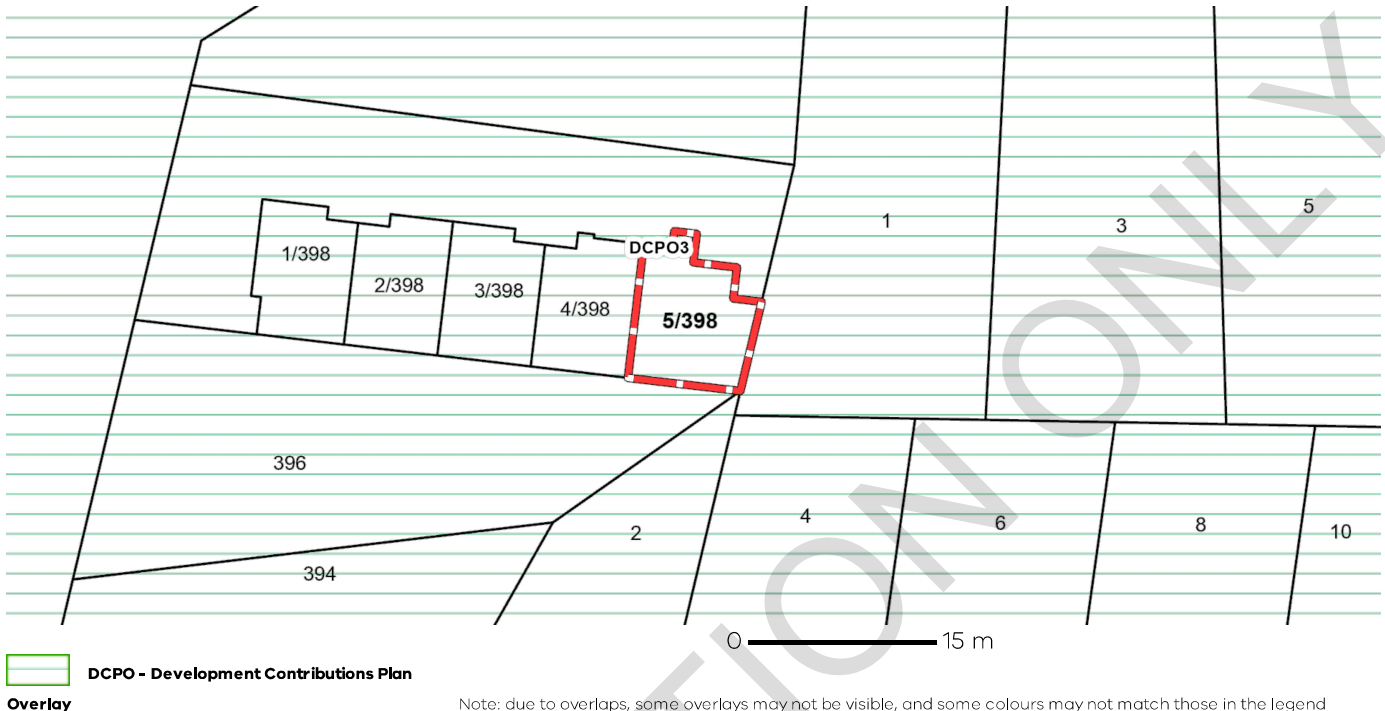 5
1
3
DCPO3
1/398
2/398
3/398
4/398
5/398
396
394
2
4
6
8
10
0 15 m
DCPO - Development Contributions Plan
Overlay
Note: due to overlaps, some overlays may not be visible, and some colours may not match those in the legend
TION ONLY